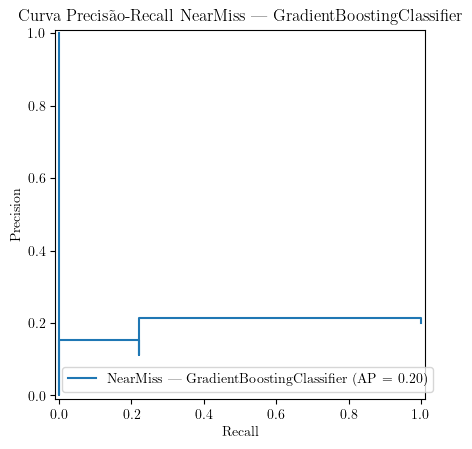 Curva Precisão-Recall NearMiss — GradientBoostingClassifier
1.0
0.8
0.6
0.4
0.2
0.0
Precision
NearMiss — GradientBoostingClassifier (AP = 0.20)
0.0 0.2 0.4 0.6 0.8 1.0
Recall